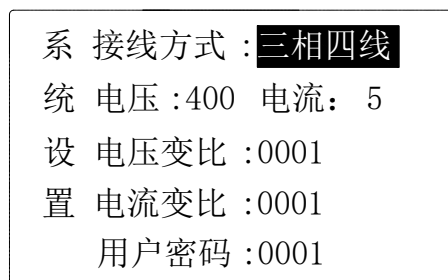 系 接线方式 :三相四线
统 电压 :400 电流： 5
设 电压变比 :0001
置 电流变比 :0001
用户密码 :0001